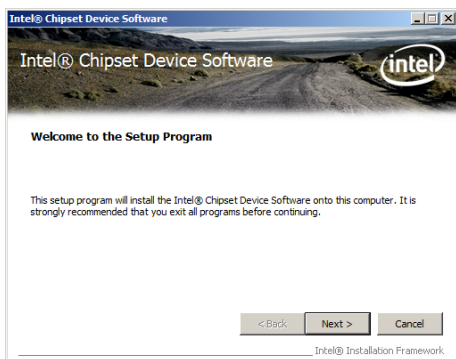 Intel® Chipset Device Software
Intel® Chipset Device Software
intel
Welcome to the Setup Program
This setup program will install the Intel® Chipset Device Software onto this computer. It is
strongly recommended that you exit all programs before continuing.
< Back Next > Cancel
Intel® Installation Framework